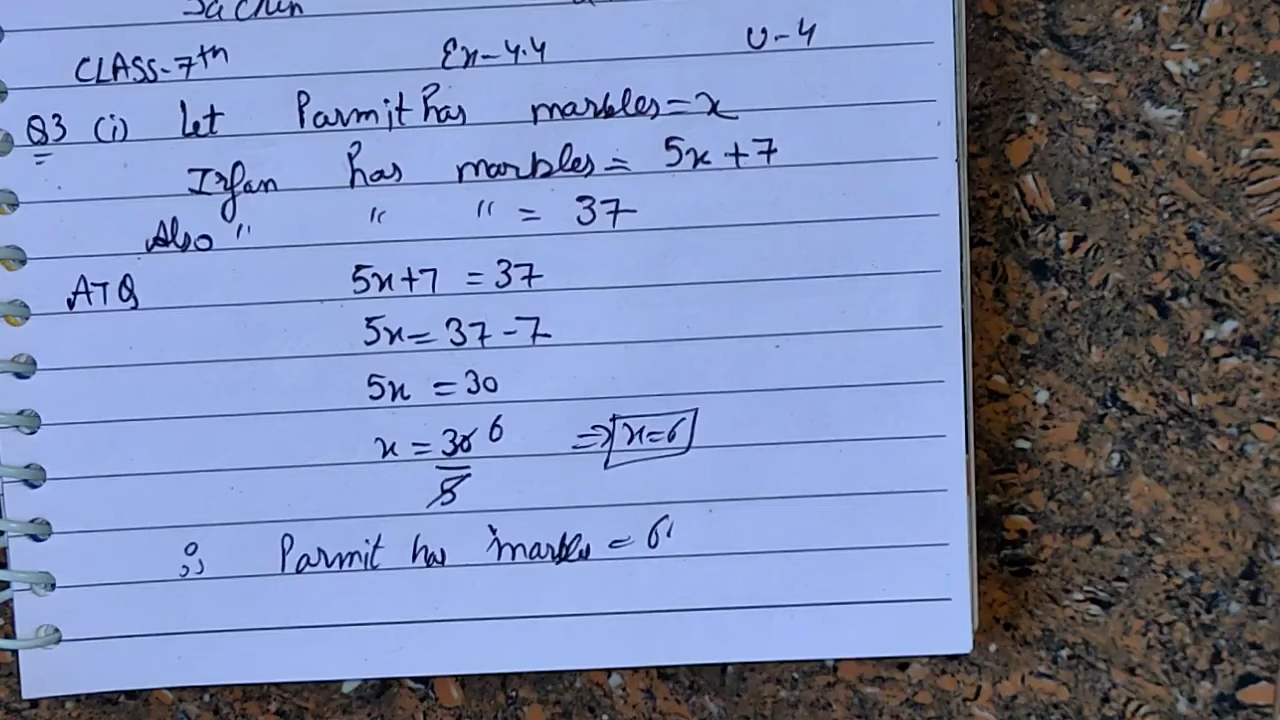 Sachin
CLASS-7th Ex-4.4 U-4
Q3 (i) Let Parmit has marbles = x
Irfan has marbles = 5x + 7
Also " " " = 37
ATQ 5x+7 = 37
5x = 37 - 7
5x = 30
x = 30 6 ⇒ x=6
5
∴ Parmit has marbles = 6